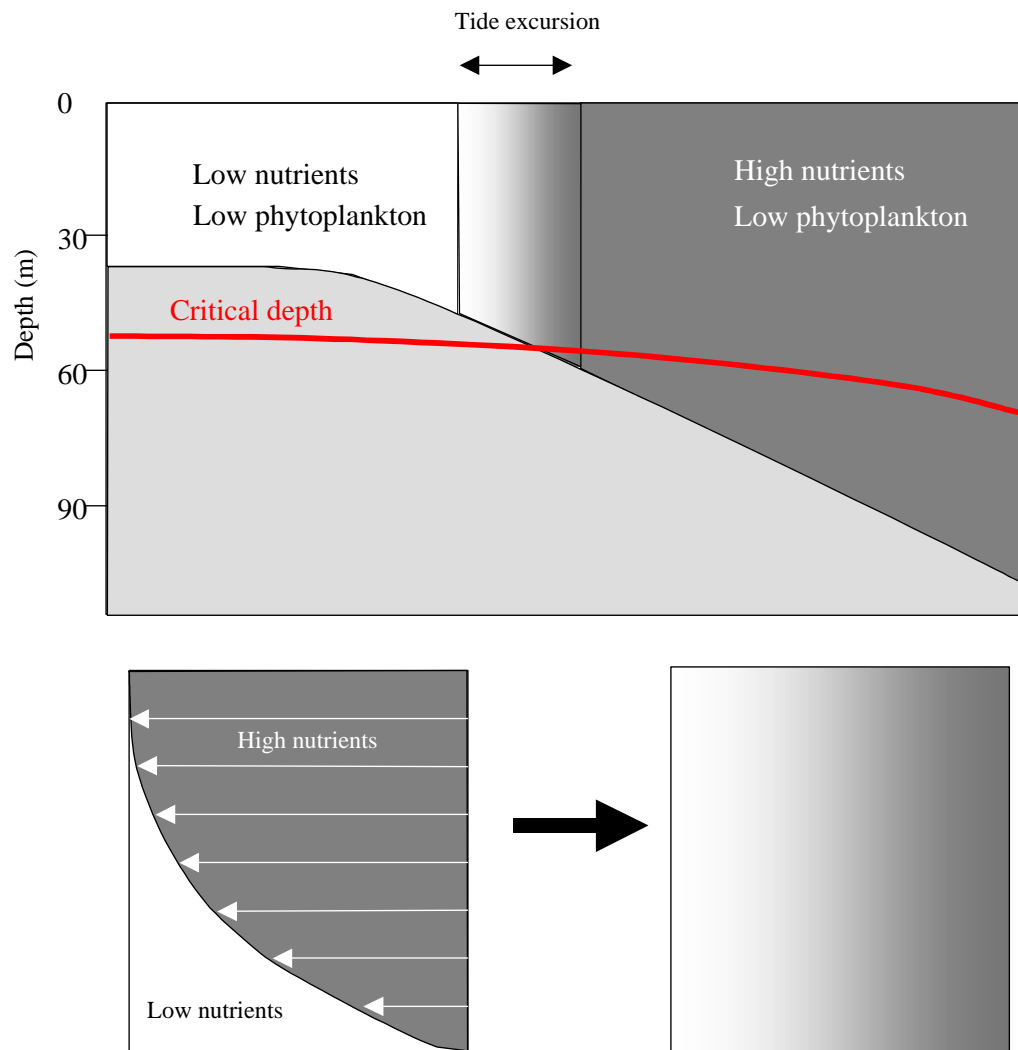 Tide excursion
0
Low nutrients
Low phytoplankton
High nutrients
Low phytoplankton
30
Depth (m)
Critical depth
60
90
High nutrients
Low nutrients